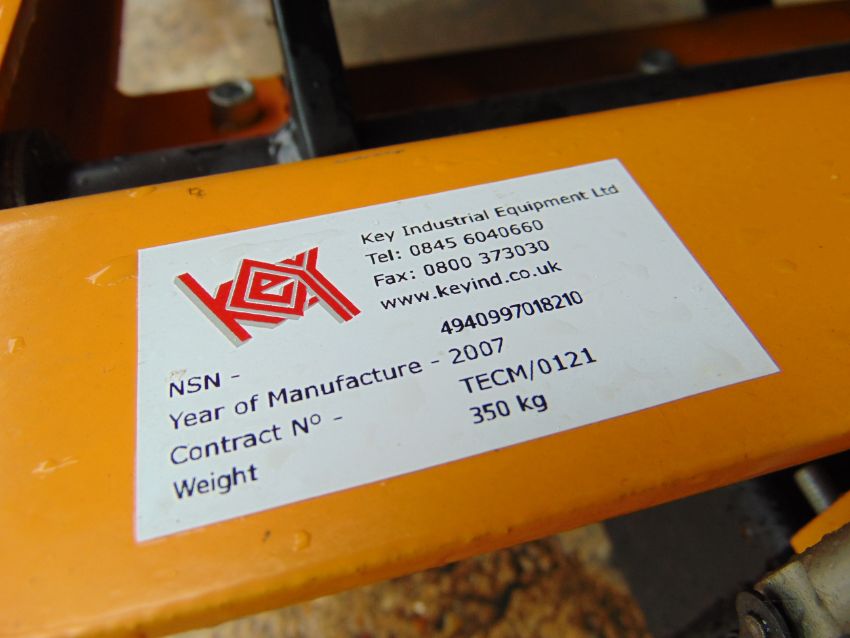 Key
Key Industrial Equipment Ltd
Tel: 0845 6040660
Fax: 0800 373030
www.keyind.co.uk
NSN - 4940997018210
Year of Manufacture - 2007
Contract Nº - TECM/0121
Weight 350 kg